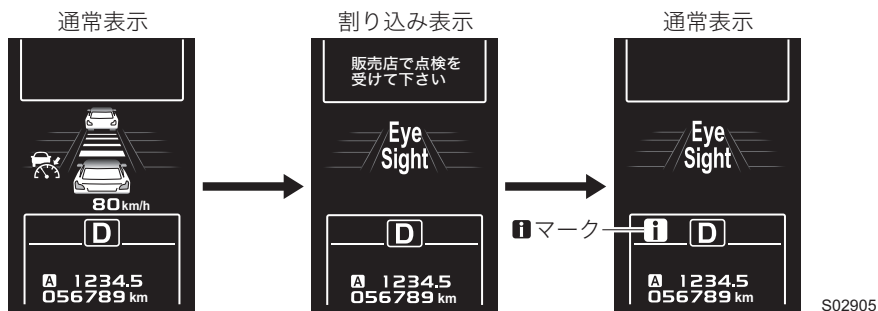 通常表示
割り込み表示
通常表示
80 km/h
D
A 1234.5
056789 km
販売店で点検を
受けて下さい
Eye
Sight
D
A 1234.5
056789 km
Eye
Sight
iマーク
i D
A 1234.5
056789 km
S02905